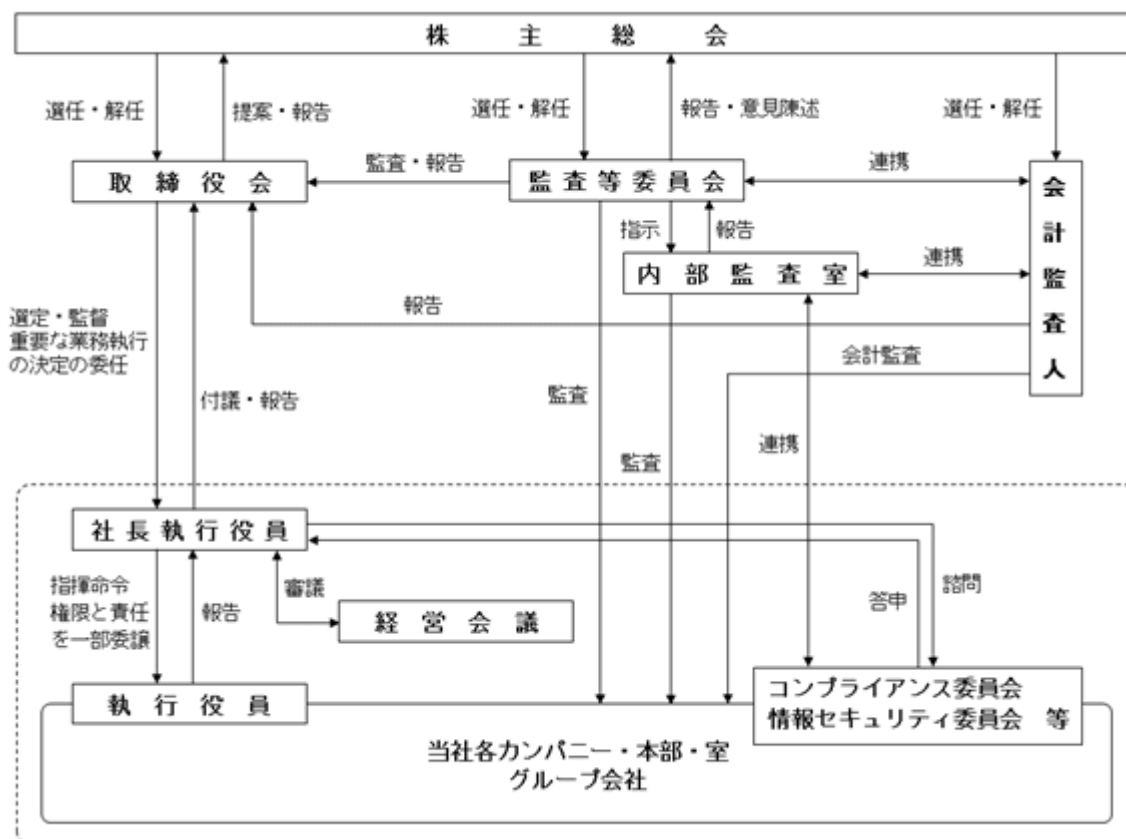 株主総会
選任・解任
提案・報告
選任・解任
報告・意見陳述
選任・解任
取締役会
監査・報告
監査等委員会
連携
会計監査人
指示
報告
内部監査室
連携
選定・監督
重要な業務執行
の決定の委任
報告
会計監査
付議・報告
監査
監査
連携
社長執行役員
指揮命令
権限と責任
を一部委譲
報告
審議
経営会議
答申
諮問
執行役員
コンプライアンス委員会
情報セキュリティ委員会 等
当社各カンパニー・本部・室
グループ会社